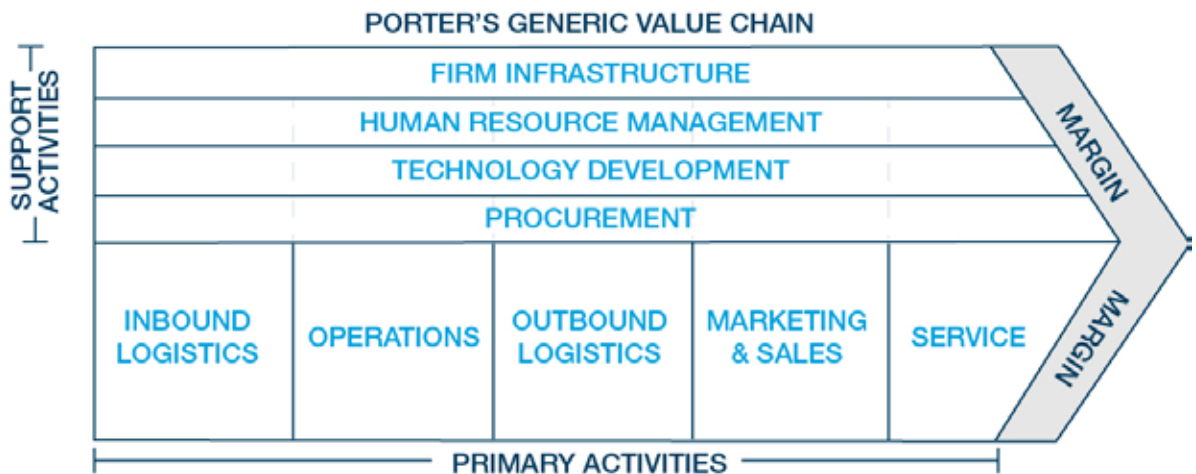 PORTER'S GENERIC VALUE CHAIN
SUPPORT
ACTIVITIES
FIRM INFRASTRUCTURE
HUMAN RESOURCE MANAGEMENT
TECHNOLOGY DEVELOPMENT
PROCUREMENT
MARGIN
INBOUND
LOGISTICS
OPERATIONS
OUTBOUND
LOGISTICS
MARKETING
& SALES
SERVICE
MARGIN
PRIMARY ACTIVITIES